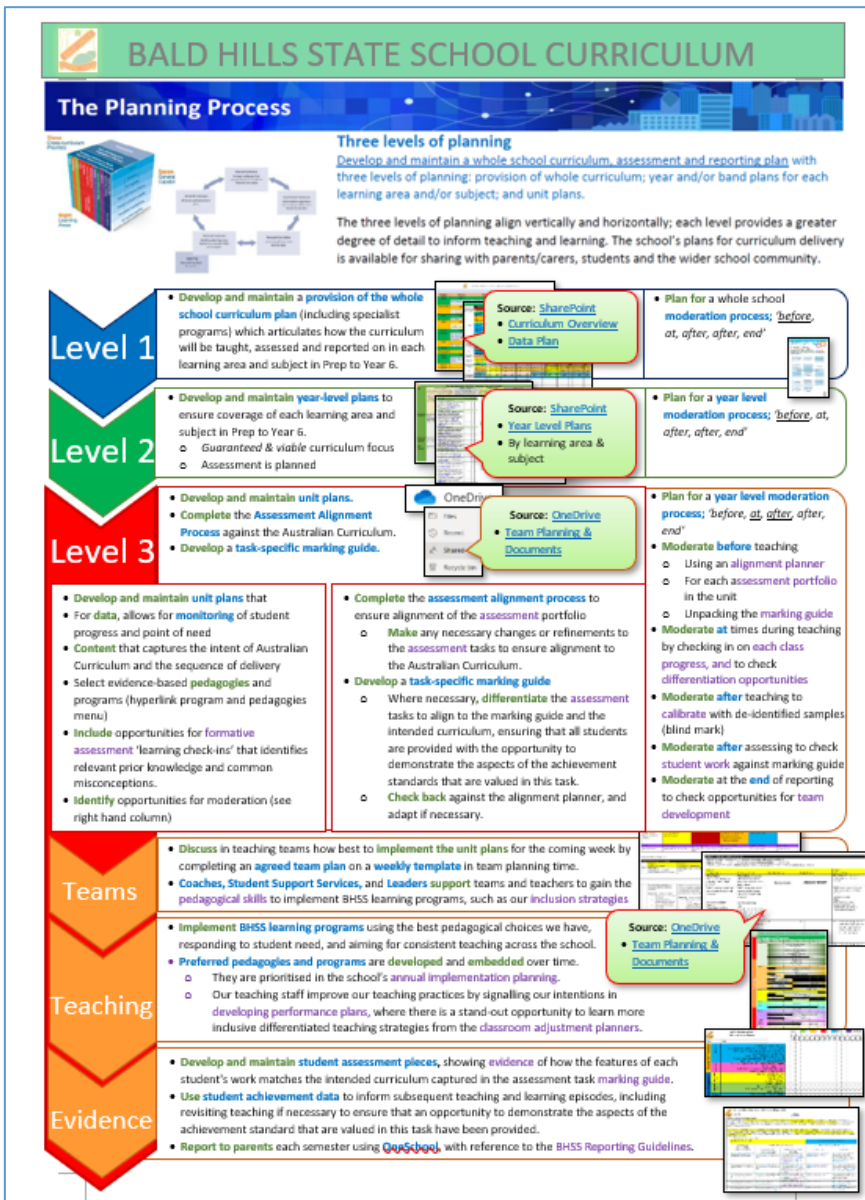 BALD HILLS STATE SCHOOL CURRICULUM
The Planning Process
Three levels of planning
Develop and maintain a whole school curriculum, assessment and reporting plan with
three levels of planning: provision of whole curriculum; year and/or band plans for each
learning area and/or subject; and unit plans.
The three levels of planning align vertically and horizontally; each level provides a greater
degree of detail to inform teaching and learning. The school's plans for curriculum delivery
is available for sharing with parents/carers, students and the wider school community.
Level 1
• Develop and maintain a provision of the whole
school curriculum plan (including specialist
programs) which articulates how the curriculum
will be taught, assessed and reported on in each
learning area and subject in Prep to Year 6.
Source: SharePoint
• Curriculum Overview
• Data Plan
• Plan for a whole school
moderation process; 'before,
at, after, after, end'
Level 2
• Develop and maintain year-level plans to
ensure coverage of each learning area and
subject in Prep to Year 6.
o Guaranteed & viable curriculum focus
o Assessment is planned
Source: SharePoint
• Year Level Plans
• By learning area &
subject
• Plan for a year level
moderation process; 'before, at,
after, after, end'
Level 3
• Develop and maintain unit plans.
• Complete the Assessment Alignment
Process against the Australian Curriculum.
• Develop a task-specific marking guide.
OneDrive
Files
Recent
Shared
Recycle bin
Source: OneDrive
• Team Planning &
Documents
• Plan for a year level moderation
process; 'before, at, after, after,
end'
• Moderate before teaching
o Using an alignment planner
o For each assessment portfolio
in the unit
o Unpacking the marking guide
• Moderate at times during teaching
by checking in on each class
progress, and to check
differentiation opportunities
• Moderate after teaching to
calibrate with de-identified samples
(blind mark)
• Moderate after assessing to check
student work against marking guide
• Moderate at the end of reporting
to check opportunities for team
development
• Develop and maintain unit plans that
• For data, allows for monitoring of student
progress and point of need
• Content that captures the intent of Australian
Curriculum and the sequence of delivery
• Select evidence-based pedagogies and
programs (hyperlink program and pedagogies
menu)
• Include opportunities for formative
assessment 'learning check-ins' that identifies
relevant prior knowledge and common
misconceptions.
• Identify opportunities for moderation (see
right hand column)
• Complete the assessment alignment process to
ensure alignment of the assessment portfolio
o Make any necessary changes or refinements to
the assessment tasks to ensure alignment to
the Australian Curriculum.
• Develop a task-specific marking guide
o Where necessary, differentiate the assessment
tasks to align to the marking guide and the
intended curriculum, ensuring that all students
are provided with the opportunity to
demonstrate the aspects of the achievement
standards that are valued in this task.
o Check back against the alignment planner, and
adapt if necessary.
Teams
• Discuss in teaching teams how best to implement the unit plans for the coming week by
completing an agreed team plan on a weekly template in team planning time.
• Coaches, Student Support Services, and Leaders support teams and teachers to gain the
pedagogical skills to implement BHSS learning programs, such as our inclusion strategies
Teaching
• Implement BHSS learning programs using the best pedagogical choices we have,
responding to student need, and aiming for consistent teaching across the school.
• Preferred pedagogies and programs are developed and embedded over time.
o They are prioritised in the school's annual implementation planning.
o Our teaching staff improve our teaching practices by signalling our intentions in
developing performance plans, where there is a stand-out opportunity to learn more
inclusive differentiated teaching strategies from the classroom adjustment planners.
Source: OneDrive
• Team Planning &
Documents
Evidence
• Develop and maintain student assessment pieces, showing evidence of how the features of each
student's work matches the intended curriculum captured in the assessment task marking guide.
• Use student achievement data to inform subsequent teaching and learning episodes, including
revisiting teaching if necessary to ensure that an opportunity to demonstrate the aspects of the
achievement standard that are valued in this task have been provided.
• Report to parents each semester using OneSchool, with reference to the BHSS Reporting Guidelines.